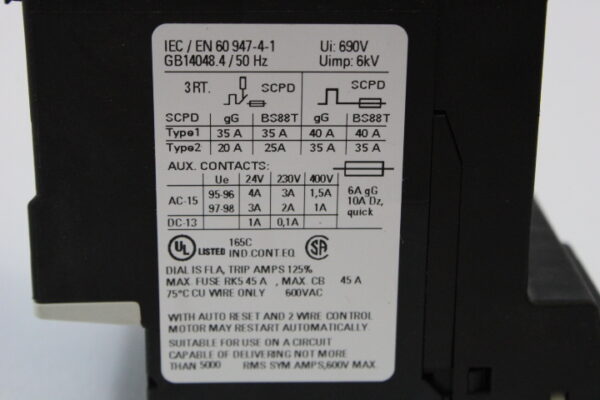 IEC / EN 60 947-4-1 Ui: 690V
GB14048.4 / 50 Hz Uimp: 6kV
3RT. SCPD SCPD
SCPD gG BS88T gG BS88T
Type1 35 A 35 A 40 A 40 A
Type2 20 A 25A 35 A 35 A
AUX. CONTACTS:
Ue 24V 230V 400V
AC-15 95-96 4A 3A 1,5A 6A gG
97-98 3A 2A 1A 10A Dz,
quick
DC-13 1A 0,1A .
UL LISTED 165C
IND.CONT.EQ. SA
DIAL IS FLA, TRIP AMPS 125%
MAX. FUSE RK5 45 A , MAX. CB 45 A
75°C CU WIRE ONLY 600VAC
WITH AUTO RESET AND 2 WIRE CONTROL
MOTOR MAY RESTART AUTOMATICALLY
SUITABLE FOR USE ON A CIRCUIT
CAPABLE OF DELIVERING NOT MORE
THAN 5000 RMS SYM AMPS,600V MAX.